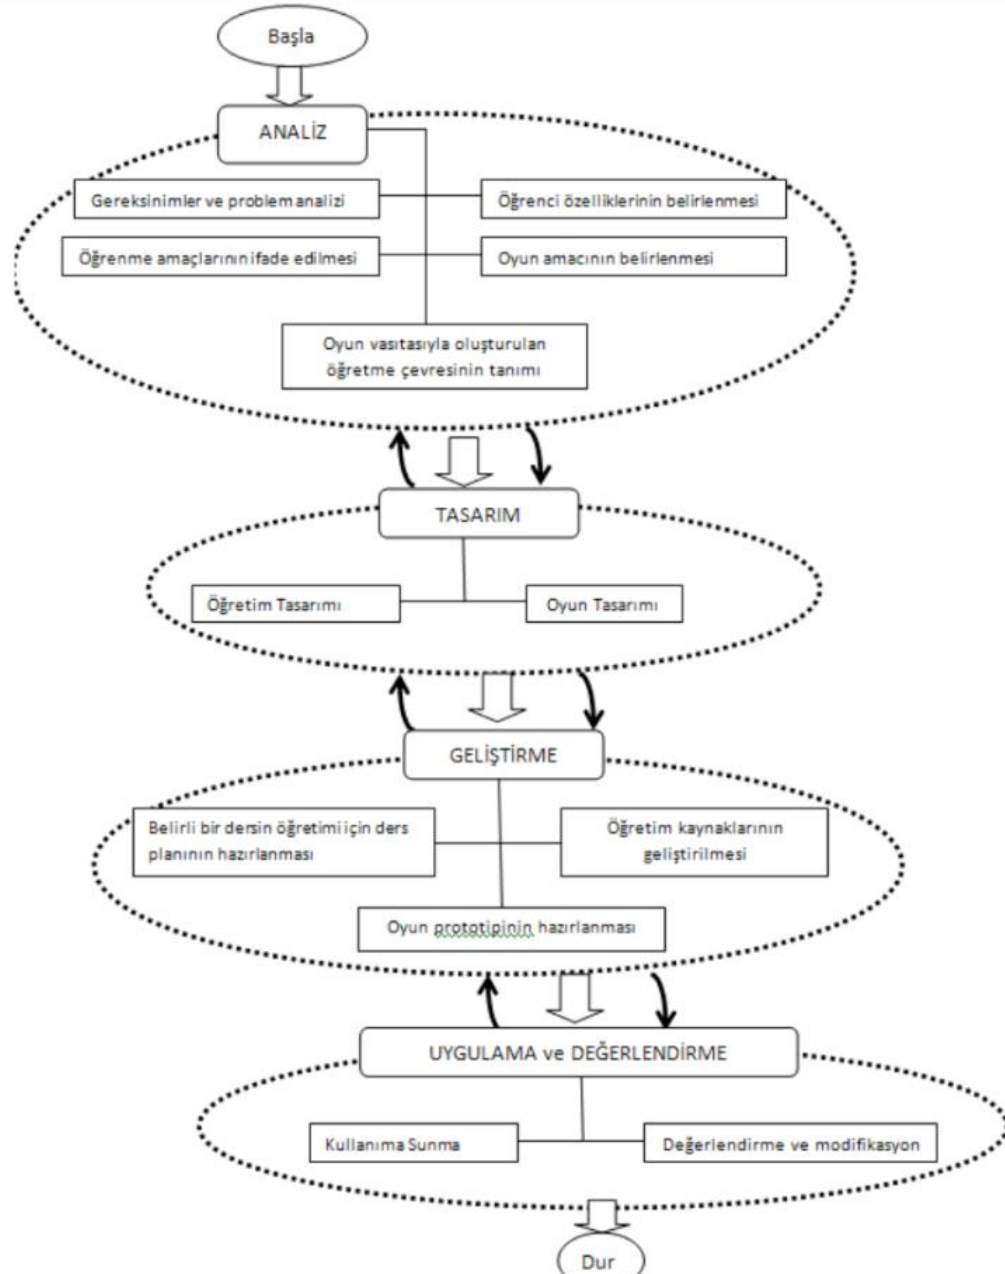 Başla
ANALİZ
Gereksinimler ve problem analizi
Öğrenci özelliklerinin belirlenmesi
Öğrenme amaçlarının ifade edilmesi
Oyun amacının belirlenmesi
Oyun vasıtasıyla oluşturulan
öğretme çevresinin tanımı
TASARIM
Öğretim Tasarımı
Oyun Tasarımı
GELİŞTİRME
Belirli bir dersin öğretimi için ders
planının hazırlanması
Öğretim kaynaklarının
geliştirilmesi
Oyun prototipinin hazırlanması
UYGULAMA ve DEĞERLENDİRME
Kullanıma Sunma
Değerlendirme ve modifikasyon
Dur